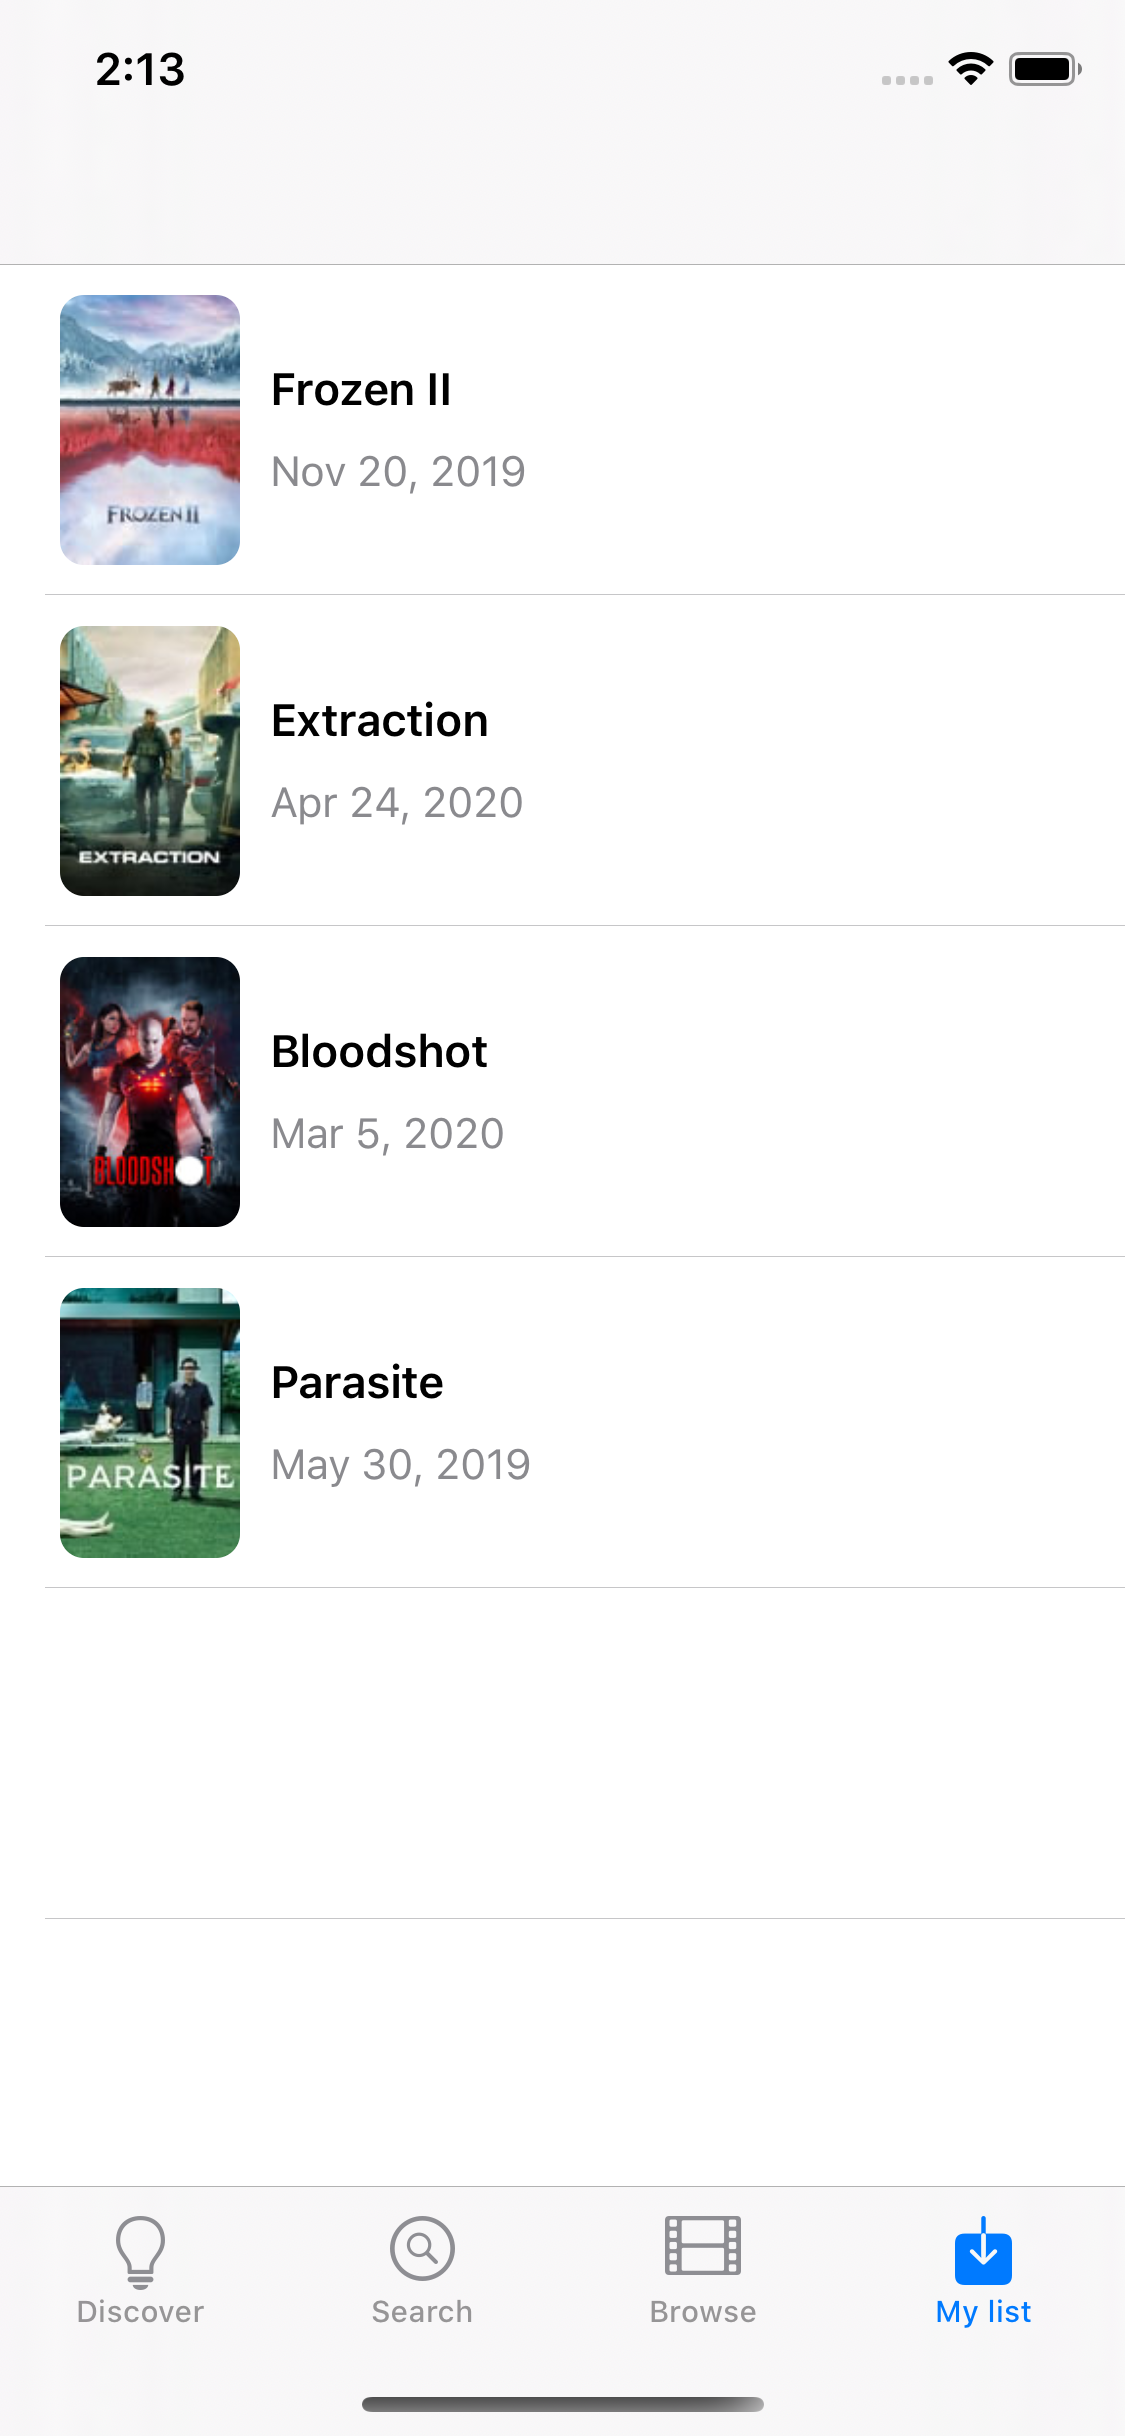 2:13
FROZEN II
Frozen II
Nov 20, 2019
EXTRACTION
Extraction
Apr 24, 2020
BLOODSHOT
Bloodshot
Mar 5, 2020
PARASITE
Parasite
May 30, 2019
Discover
Search
Browse
My list